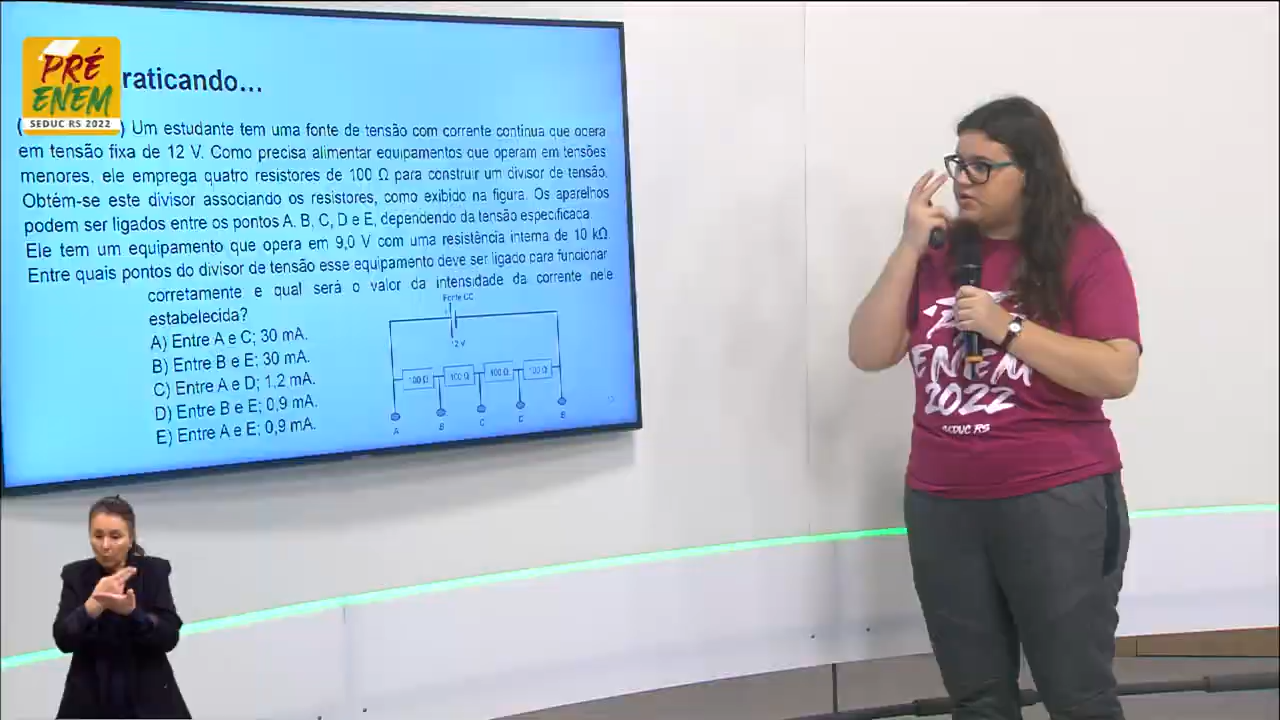 PRÉ
ENEM
SEDUC RS 2022
raticando...
( ) Um estudante tem uma fonte de tensão com corrente contínua que opera
em tensão fixa de 12 V. Como precisa alimentar equipamentos que operam em tensões
menores, ele emprega quatro resistores de 100 Ω para construir um divisor de tensão.
Obtém-se este divisor associando os resistores, como exibido na figura. Os aparelhos
podem ser ligados entre os pontos A, B, C, D e E, dependendo da tensão especificada.
Ele tem um equipamento que opera em 9,0 V com uma resistência interna de 10 kΩ.
Entre quais pontos do divisor de tensão esse equipamento deve ser ligado para funcionar
corretamente e qual será o valor da intensidade da corrente nele
estabelecida?
A) Entre A e C; 30 mA.
B) Entre B e E; 30 mA.
C) Entre A e D; 1,2 mA.
D) Entre B e E; 0,9 mA.
E) Entre A e E; 0,9 mA.
Fonte CC
12 V
100 Ω 100 Ω 100 Ω 100 Ω
A B C D E
ENEM
2022
SEDUC RS